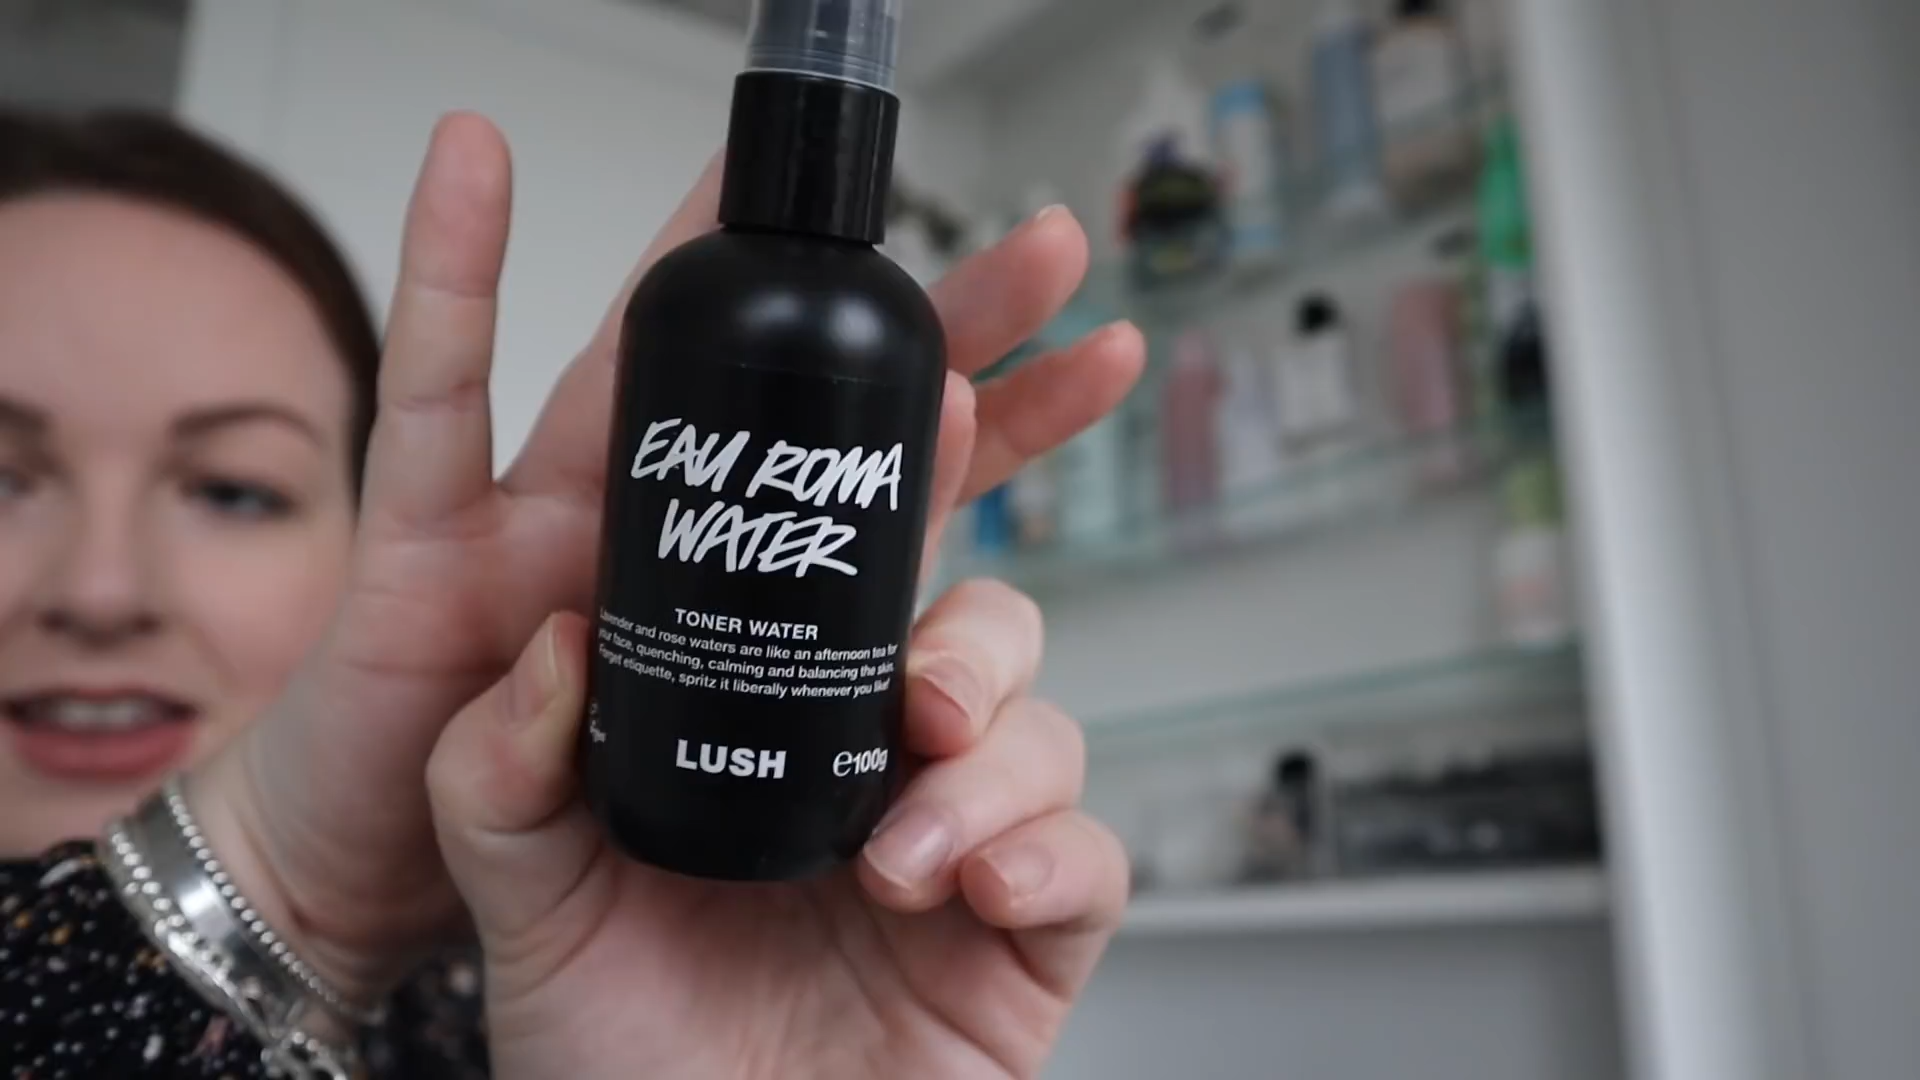 EAU ROMA
WATER
TONER WATER
Lavender and rose waters are like an afternoon tea for
your face, quenching, calming and balancing the skin.
Forget etiquette, spritz it liberally whenever you like!
LUSH
℮100g